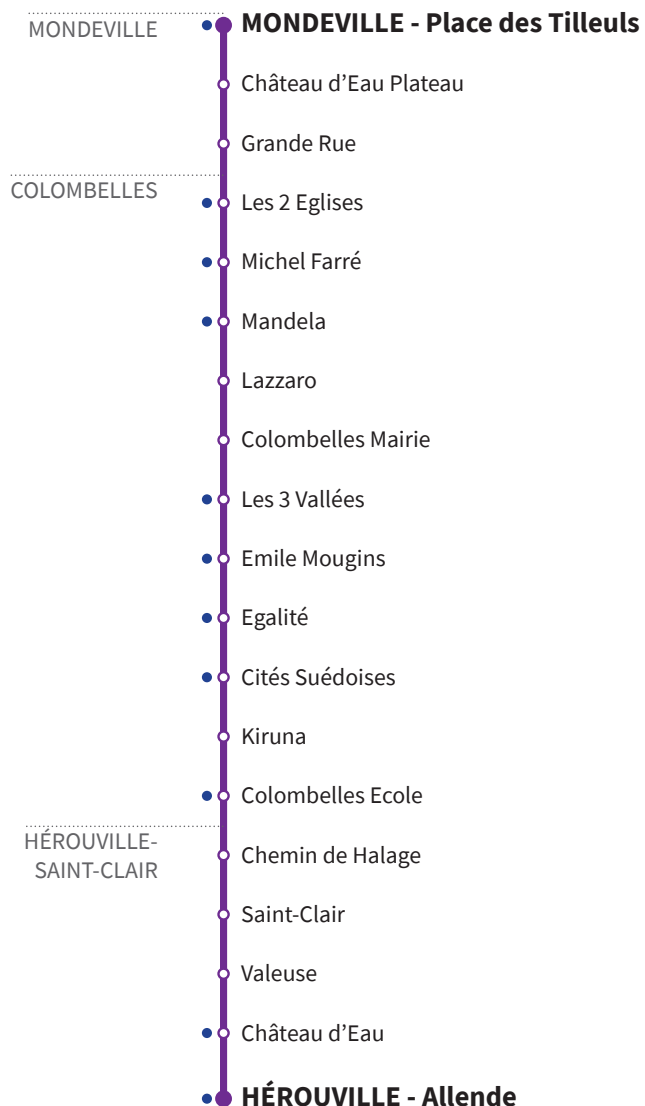 MONDEVILLE
MONDEVILLE - Place des Tilleuls
Château d’Eau Plateau
Grande Rue
COLOMBELLES
Les 2 Eglises
Michel Farré
Mandela
Lazzaro
Colombelles Mairie
Les 3 Vallées
Emile Mougins
Egalité
Cités Suédoises
Kiruna
Colombelles Ecole
HÉROUVILLE-
SAINT-CLAIR
Chemin de Halage
Saint-Clair
Valeuse
Château d’Eau
HÉROUVILLE - Allende